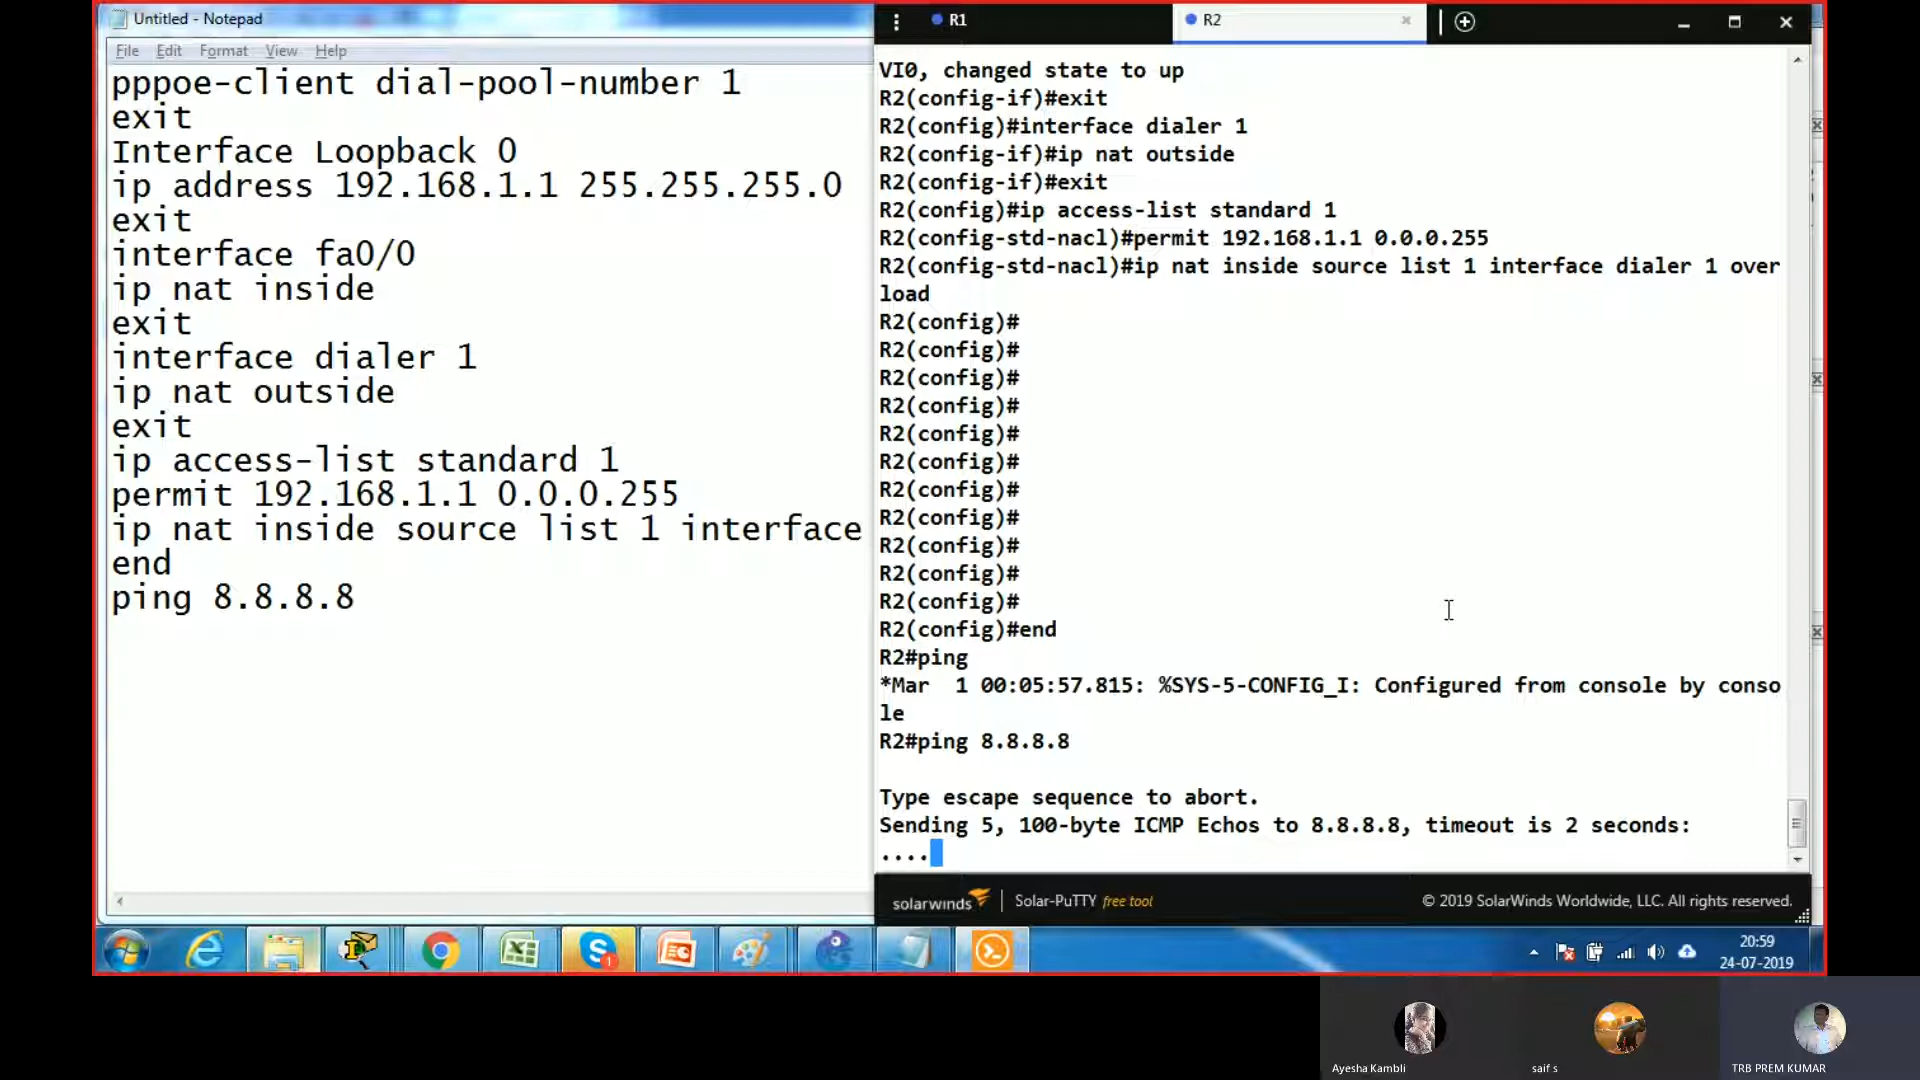 Untitled - Notepad
File Edit Format View Help
pppoe-client dial-pool-number 1
exit
Interface Loopback 0
ip address 192.168.1.1 255.255.255.0
exit
interface fa0/0
ip nat inside
exit
interface dialer 1
ip nat outside
exit
ip access-list standard 1
permit 192.168.1.1 0.0.0.255
ip nat inside source list 1 interface
end
ping 8.8.8.8
R1
R2
VI0, changed state to up
R2(config-if)#exit
R2(config)#interface dialer 1
R2(config-if)#ip nat outside
R2(config-if)#exit
R2(config)#ip access-list standard 1
R2(config-std-nacl)#permit 192.168.1.1 0.0.0.255
R2(config-std-nacl)#ip nat inside source list 1 interface dialer 1 over
load
R2(config)#
R2(config)#
R2(config)#
R2(config)#
R2(config)#
R2(config)#
R2(config)#
R2(config)#
R2(config)#
R2(config)#
R2(config)#
R2(config)#end
R2#ping
*Mar  1 00:05:57.815: %SYS-5-CONFIG_I: Configured from console by conso
le
R2#ping 8.8.8.8
Type escape sequence to abort.
Sending 5, 100-byte ICMP Echos to 8.8.8.8, timeout is 2 seconds:
....
solarwinds Solar-PuTTY free tool © 2019 SolarWinds Worldwide, LLC. All rights reserved.
1
20:59
24-07-2019
Ayesha Kambli
saif s
TRB PREM KUMAR